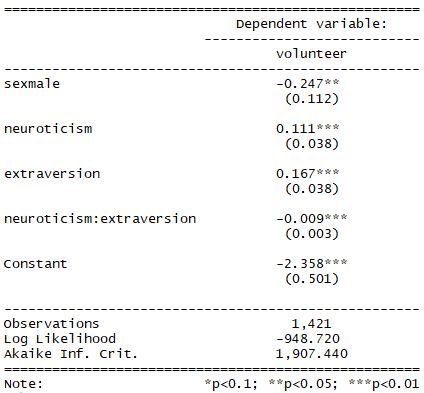 Dependent variable:
volunteer
sexmale -0.247**
(0.112)
neuroticism 0.111***
(0.038)
extraversion 0.167***
(0.038)
neuroticism:extraversion -0.009***
(0.003)
Constant -2.358***
(0.501)
Observations 1,421
Log Likelihood -948.720
Akaike Inf. Crit. 1,907.440
Note: *p<0.1; **p<0.05; ***p<0.01